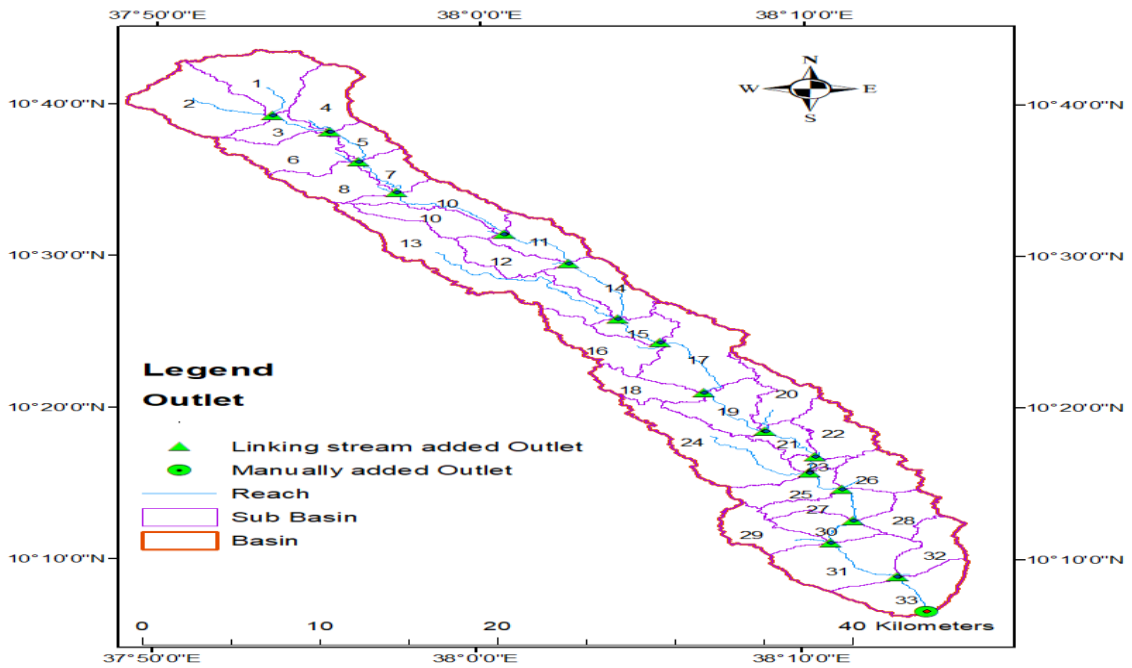 37°50'0"E 38°0'0"E 38°10'0"E
N
W E
S
10°40'0"N 10°40'0"N
1
2
4
3
5
6
7
8
10
10
13
11
12
10°30'0"N 10°30'0"N
14
15
16
17
18
20
19
10°20'0"N 10°20'0"N
22
24
21
23
26
25
27
28
30
29
32
31
10°10'0"N 10°10'0"N
33
Legend
Outlet
Linking stream added Outlet
Manually added Outlet
Reach
Sub Basin
Basin
0 10 20 40 Kilometers
37°50'0"E 38°0'0"E 38°10'0"E